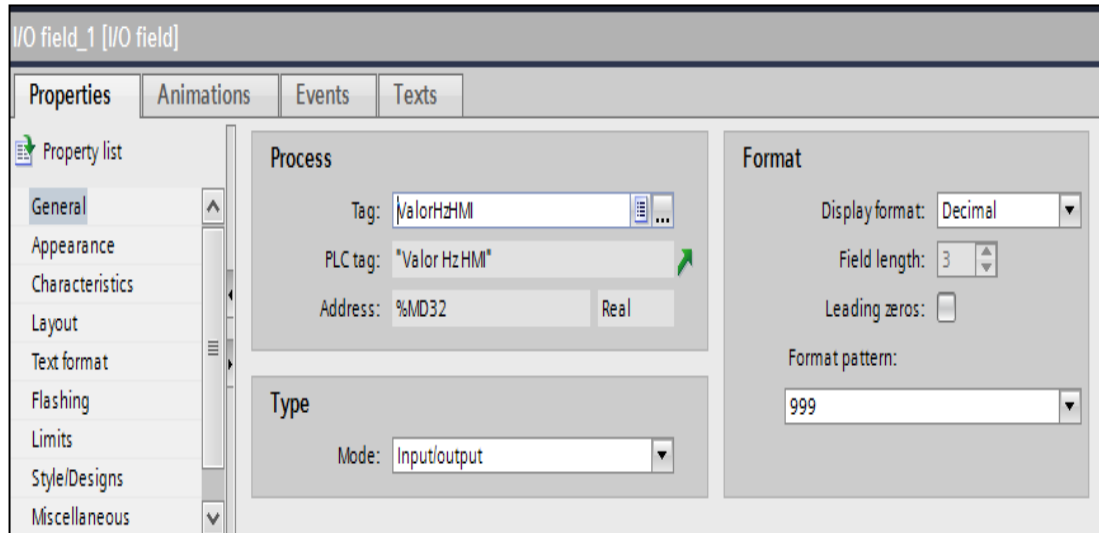 I/O field_1 [I/O field]
Properties Animations Events Texts
Property list
General
Appearance
Characteristics
Layout
Text format
Flashing
Limits
Style/Designs
Miscellaneous
Process
Tag: ValorHzHMI ...
PLC tag: "Valor Hz HMI"
Address: %MD32 Real
Type
Mode: Input/output
Format
Display format: Decimal
Field length: 3
Leading zeros:
Format pattern:
999